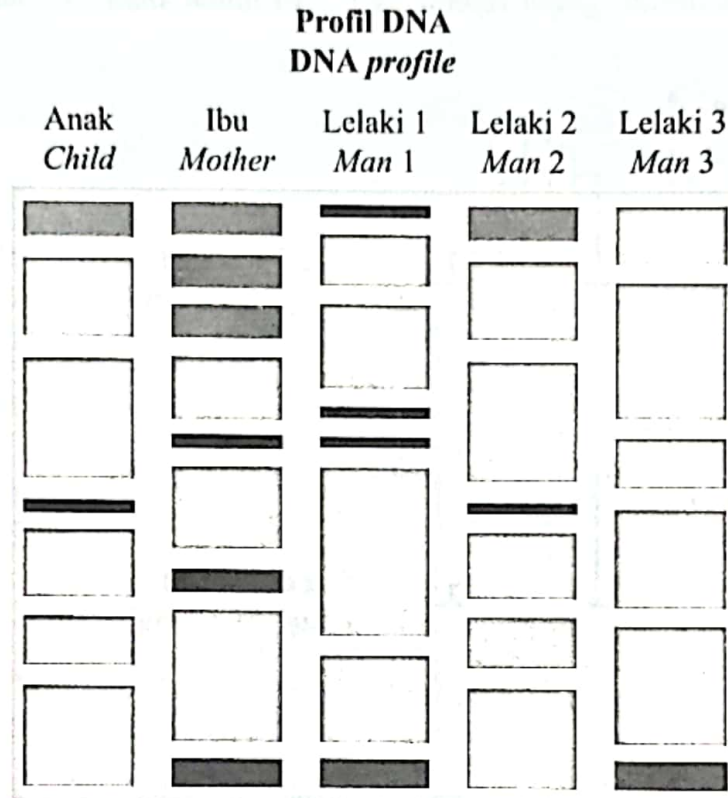 Profil DNA
DNA profile
Anak Ibu Lelaki 1 Lelaki 2 Lelaki 3
Child Mother Man 1 Man 2 Man 3